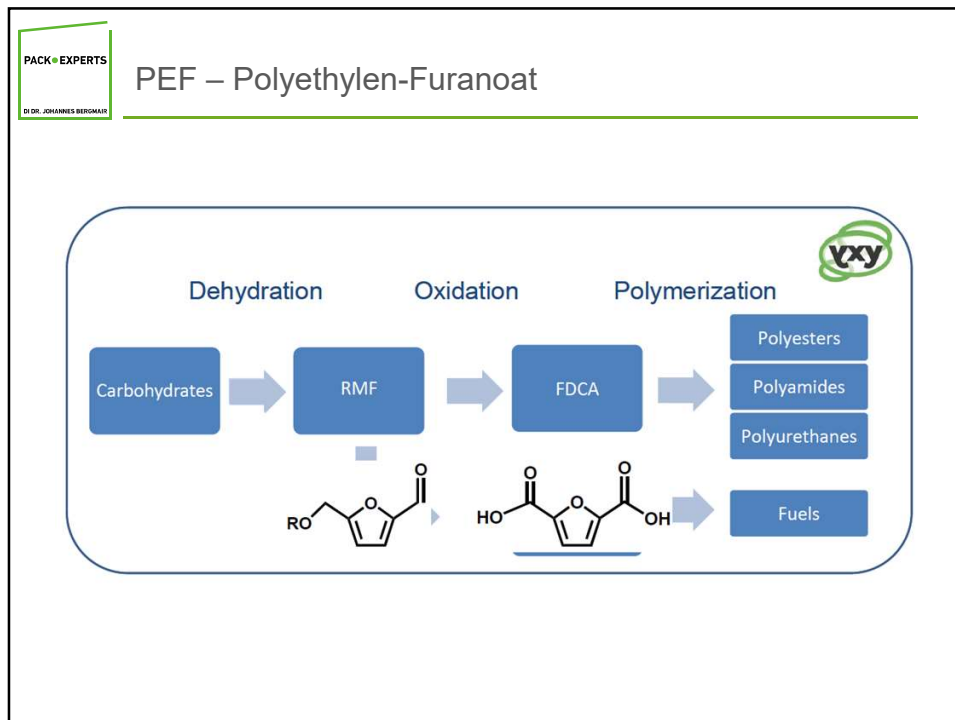 PACK•EXPERTS
DI DR. JOHANNES BERGMAIR
PEF – Polyethylen-Furanoat
yxy
Dehydration Oxidation Polymerization
Carbohydrates
RMF
FDCA
Polyesters
Polyamides
Polyurethanes
Fuels
RO O O
HO O O O OH